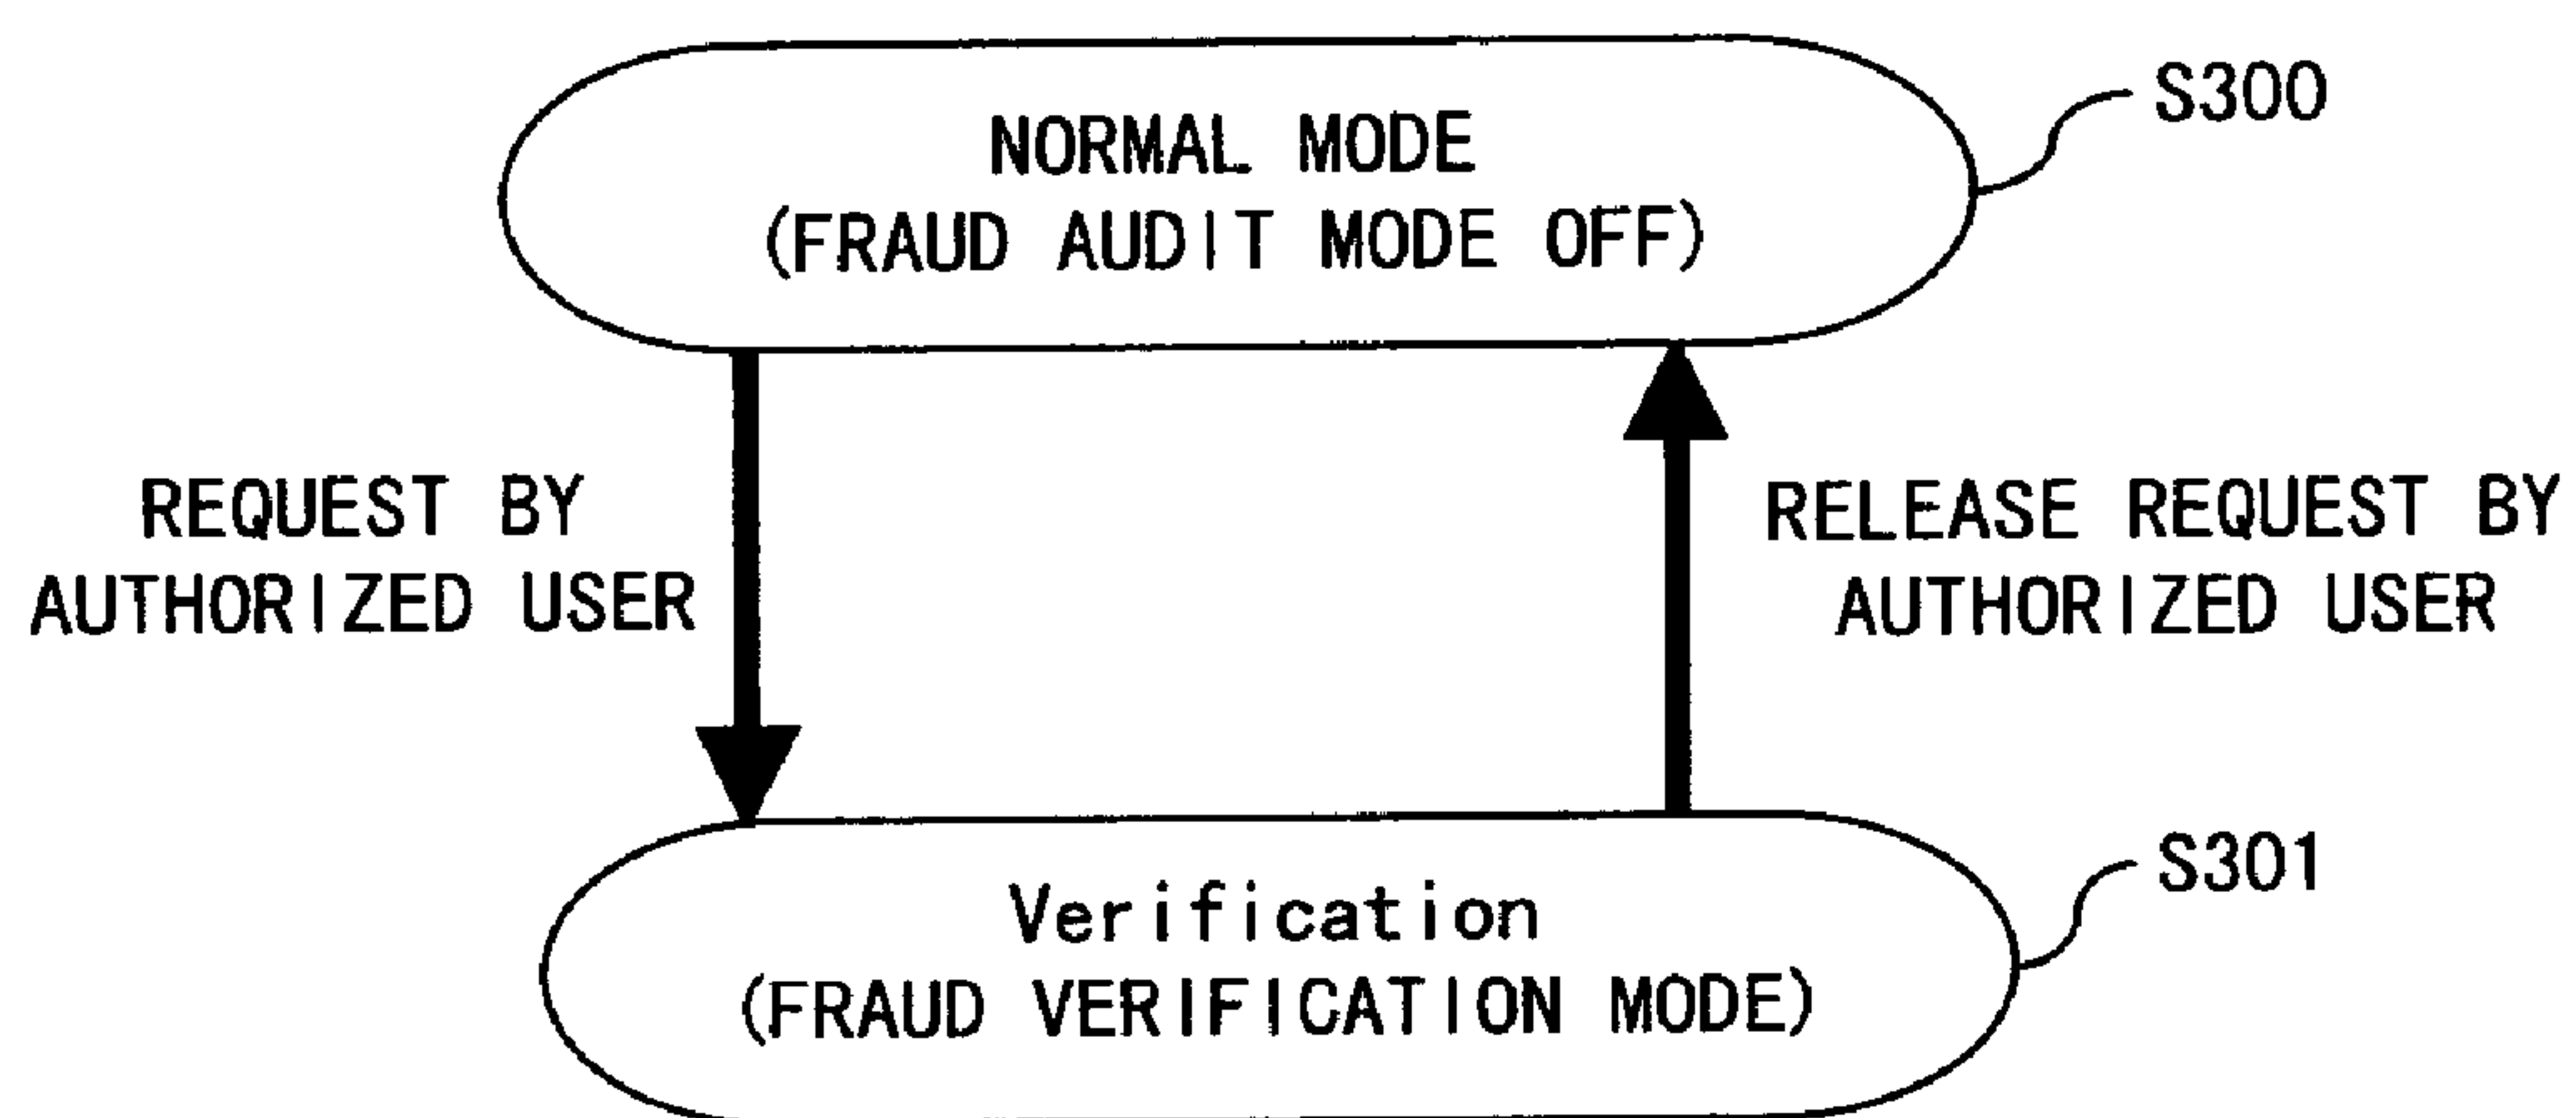 NORMAL MODE
(FRAUD AUDIT MODE OFF)
S300
REQUEST BY
AUTHORIZED USER
RELEASE REQUEST BY
AUTHORIZED USER
Verification
(FRAUD VERIFICATION MODE)
S301